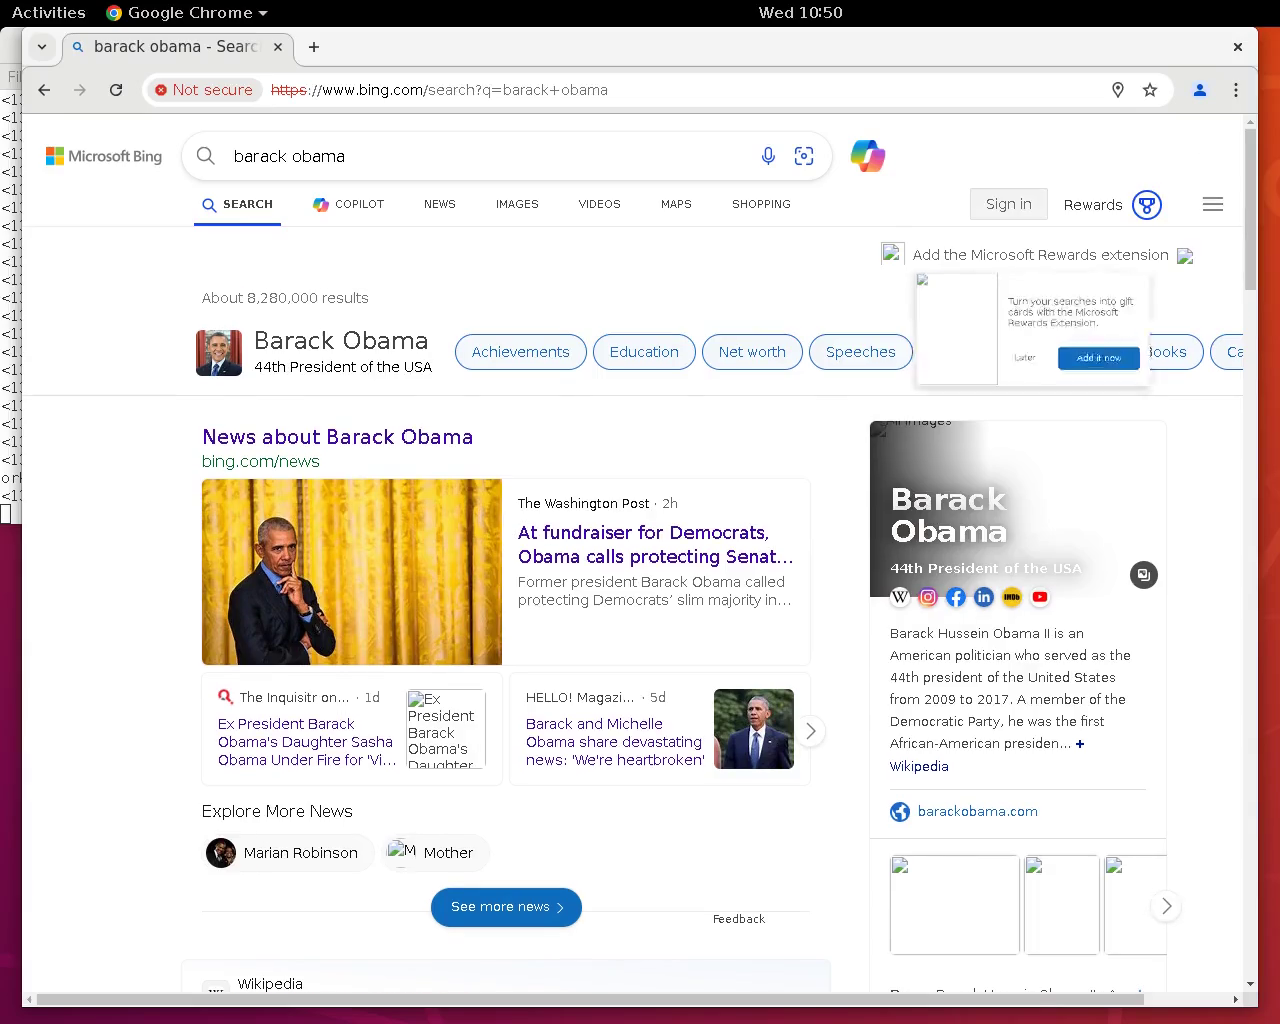 Activities
Google Chrome
Wed 10:50
barack obama - Searc
Not secure
https://www.bing.com/search?q=barack+obama
Microsoft Bing
barack obama
SEARCH
COPILOT
NEWS
IMAGES
VIDEOS
MAPS
SHOPPING
Sign in
Rewards
Add the Microsoft Rewards extension
About 8,280,000 results
Turn your searches into gift
cards with the Microsoft
Rewards Extension.
Later
Add it now
Barack Obama
44th President of the USA
Achievements
Education
Net worth
Speeches
Books
Ca
News about Barack Obama
bing.com/news
The Washington Post · 2h
At fundraiser for Democrats,
Obama calls protecting Senat...
Former president Barack Obama called
protecting Democrats' slim majority in...
The Inquisitr on... · 1d
Ex President Barack
Obama's Daughter Sasha
Obama Under Fire for 'Vi...
Ex
President
Barack
Obama's
Daughter
HELLO! Magazi... · 5d
Barack and Michelle
Obama share devastating
news: 'We're heartbroken'
Explore More News
Marian Robinson
M
Mother
See more news
Feedback
Wikipedia
All images
Barack
Obama
44th President of the USA
W
IMDb
Barack Hussein Obama II is an
American politician who served as the
44th president of the United States
from 2009 to 2017. A member of the
Democratic Party, he was the first
African-American presiden... +
Wikipedia
barackobama.com